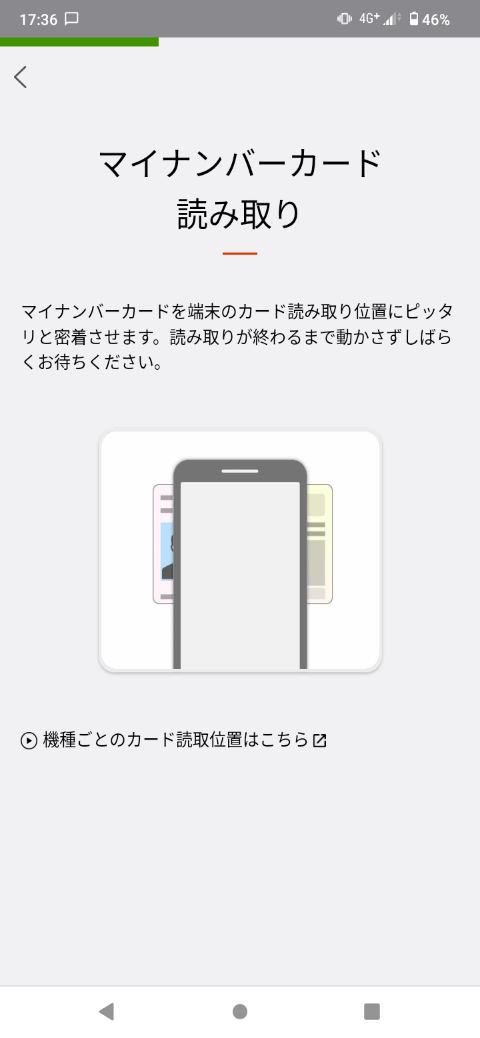 17:36
4G+
46%
マイナンバーカード
読み取り
マイナンバーカードを端末のカード読み取り位置にピッタ
リと密着させます。読み取りが終わるまで動かさずしばら
くお待ちください。
機種ごとのカード読取位置はこちら